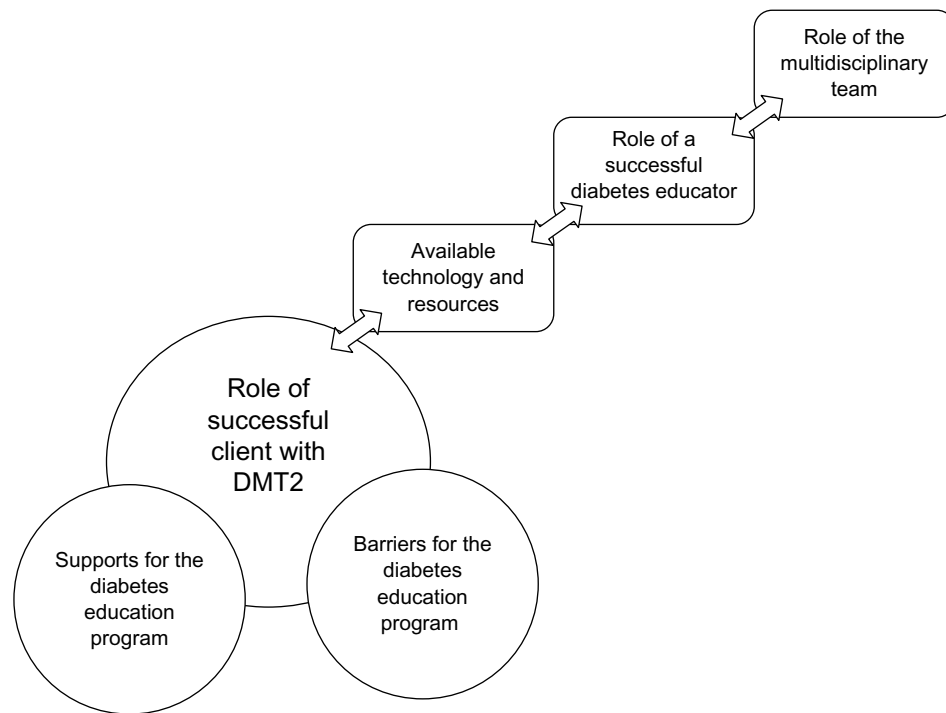 Role of the
multidisciplinary
team
Role of a
successful
diabetes educator
Available
technology and
resources
Role of
successful
client with
DMT2
Supports for the
diabetes
education
program
Barriers for the
diabetes
education
program